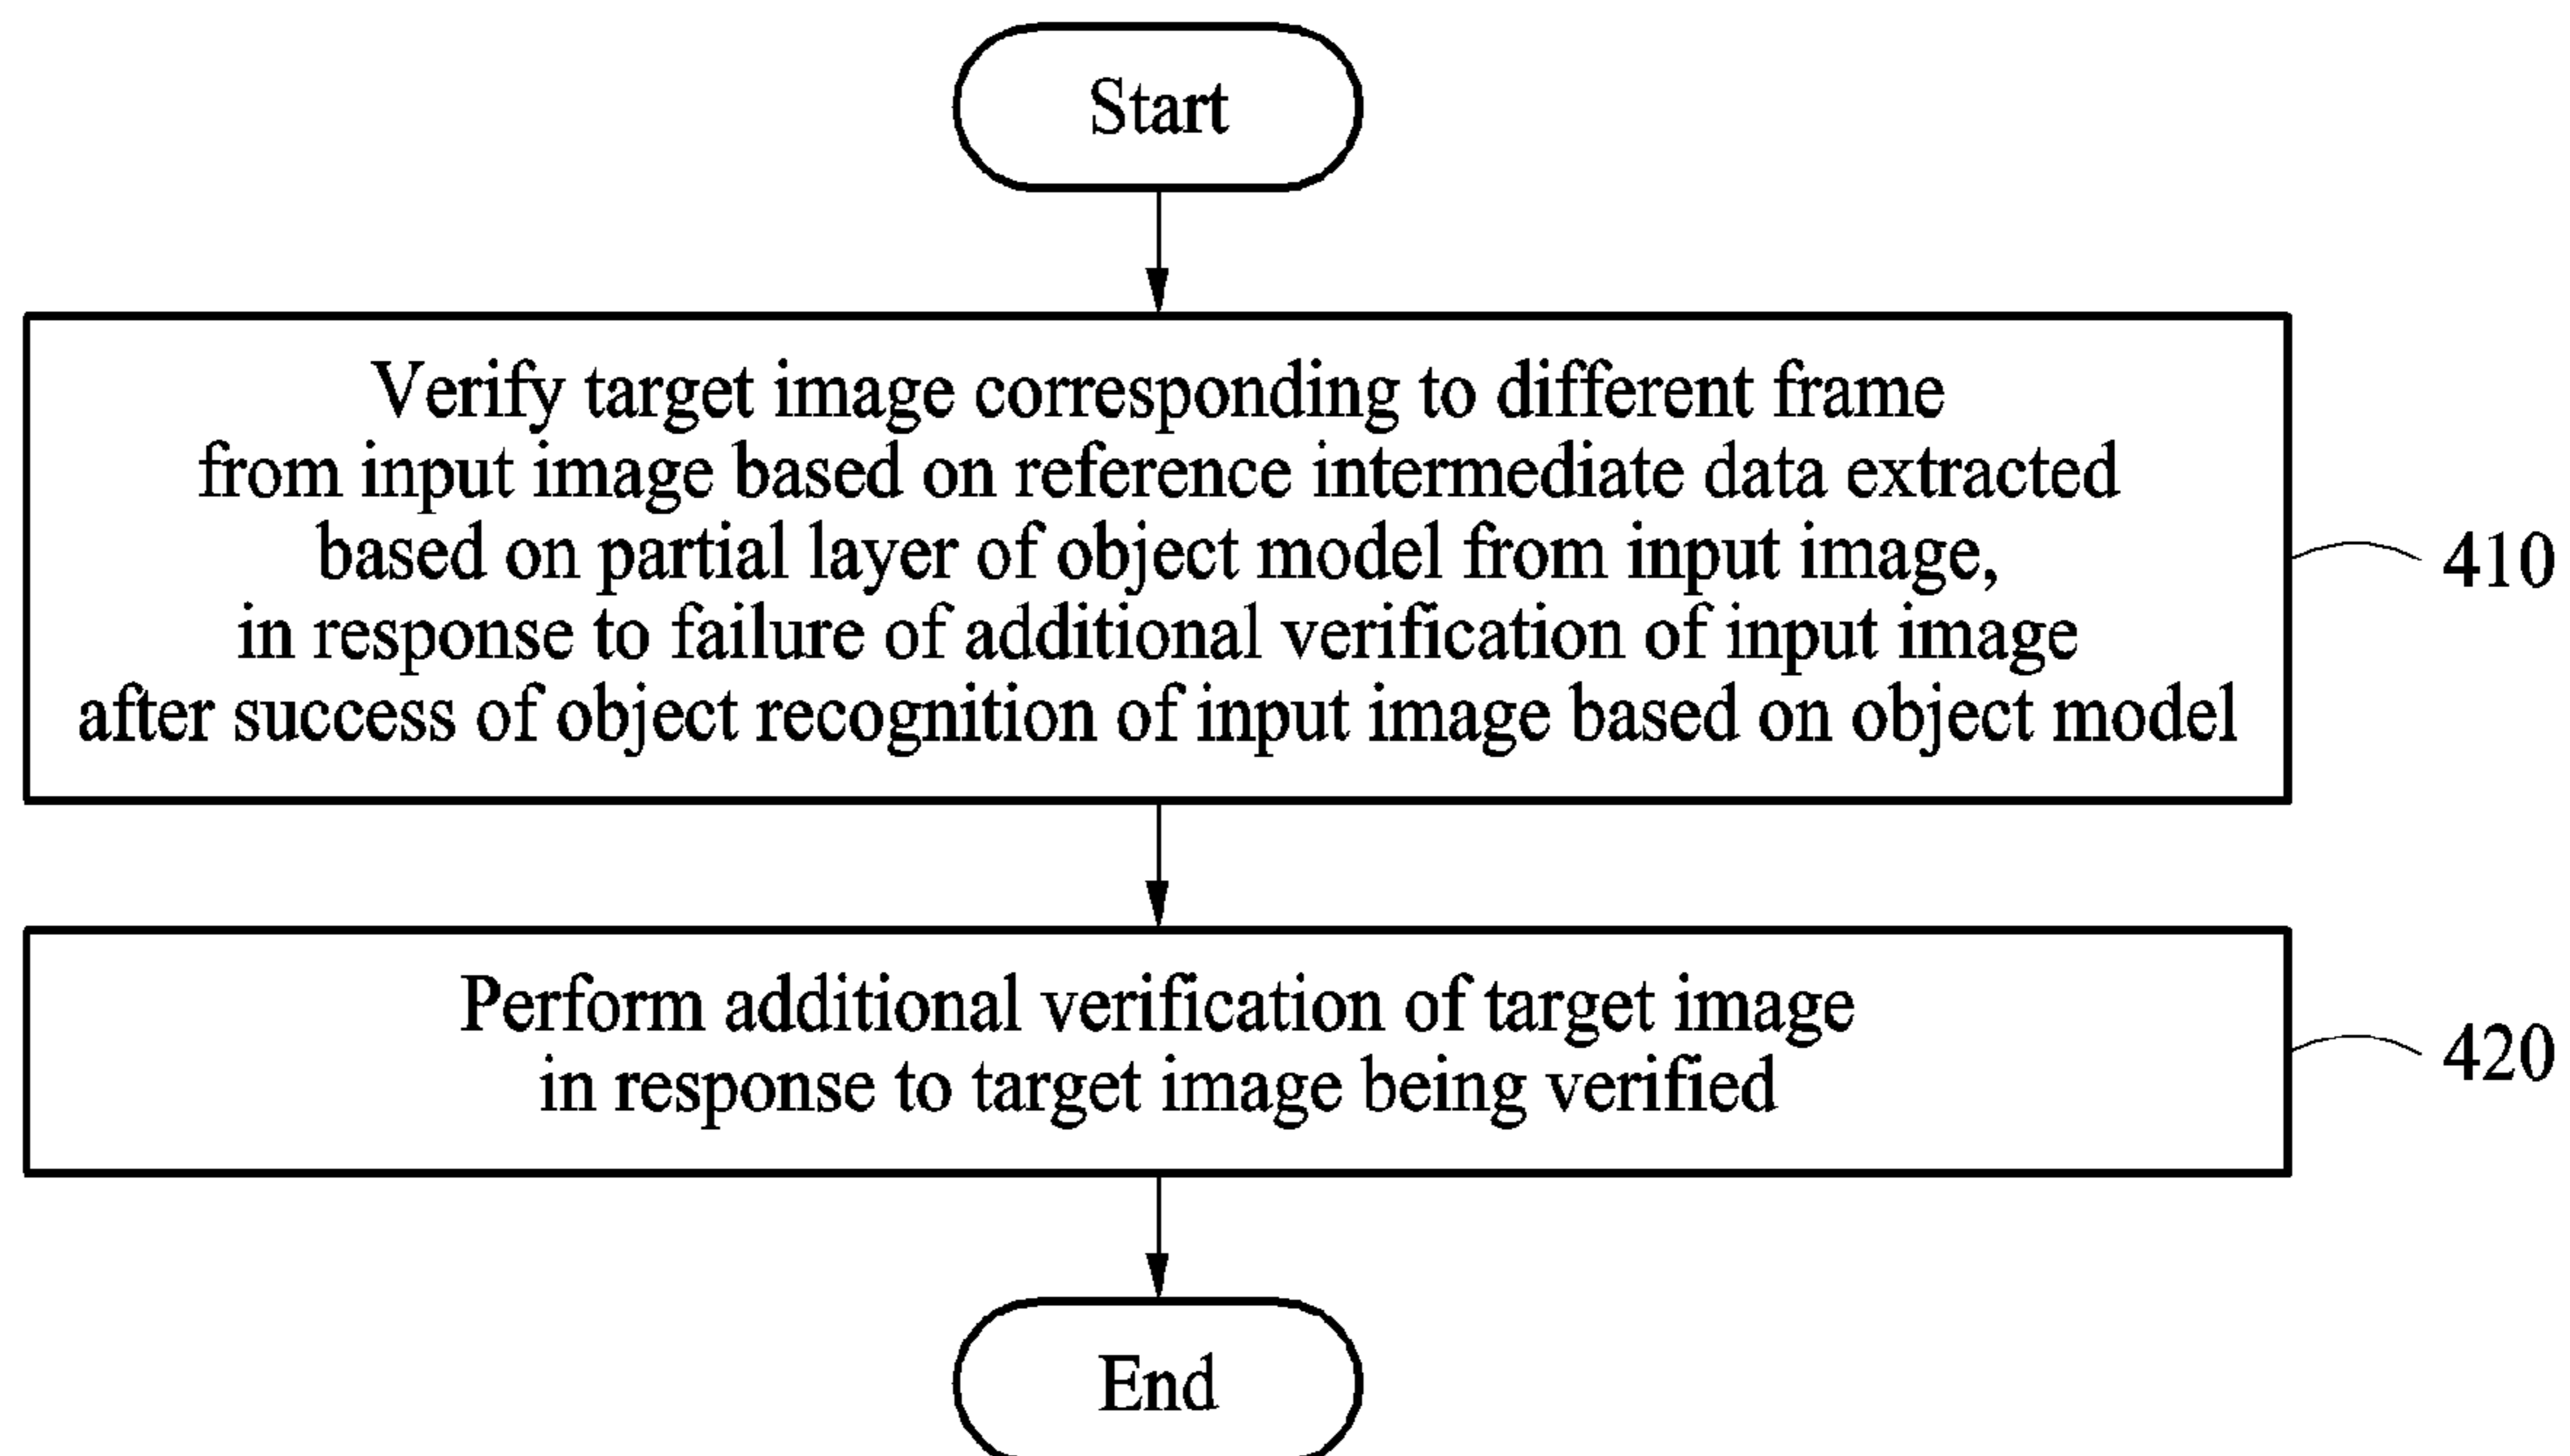 Start
Verify target image corresponding to different frame
from input image based on reference intermediate data extracted
based on partial layer of object model from input image,
in response to failure of additional verification of input image
after success of object recognition of input image based on object model
410
Perform additional verification of target image
in response to target image being verified
420
End